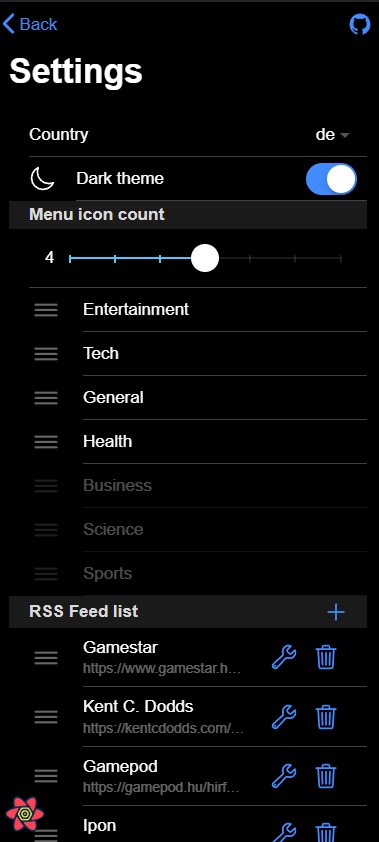 Back
Settings
Country de
Dark theme
Menu icon count
4
Entertainment
Tech
General
Health
Business
Science
Sports
RSS Feed list
Gamestar
https://www.gamestar.h...
Kent C. Dodds
https://kentcdodds.com/...
Gamepod
https://gamepod.hu/hirf...
Ipon